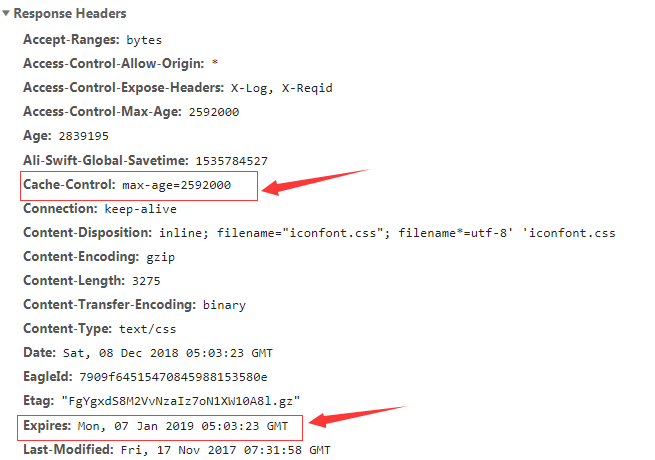 Response Headers
Accept-Ranges: bytes
Access-Control-Allow-Origin: *
Access-Control-Expose-Headers: X-Log, X-Reqid
Access-Control-Max-Age: 2592000
Age: 2839195
Ali-Swift-Global-Savetime: 1535784527
Cache-Control: max-age=2592000
Connection: keep-alive
Content-Disposition: inline; filename="iconfont.css"; filename*=utf-8' 'iconfont.css
Content-Encoding: gzip
Content-Length: 3275
Content-Transfer-Encoding: binary
Content-Type: text/css
Date: Sat, 08 Dec 2018 05:03:23 GMT
EagleId: 7909f64515470845988153580e
Etag: "FgYgxdS8M2VvNzaIz7oN1XW10A8l.gz"
Expires: Mon, 07 Jan 2019 05:03:23 GMT
Last-Modified: Fri, 17 Nov 2017 07:31:58 GMT